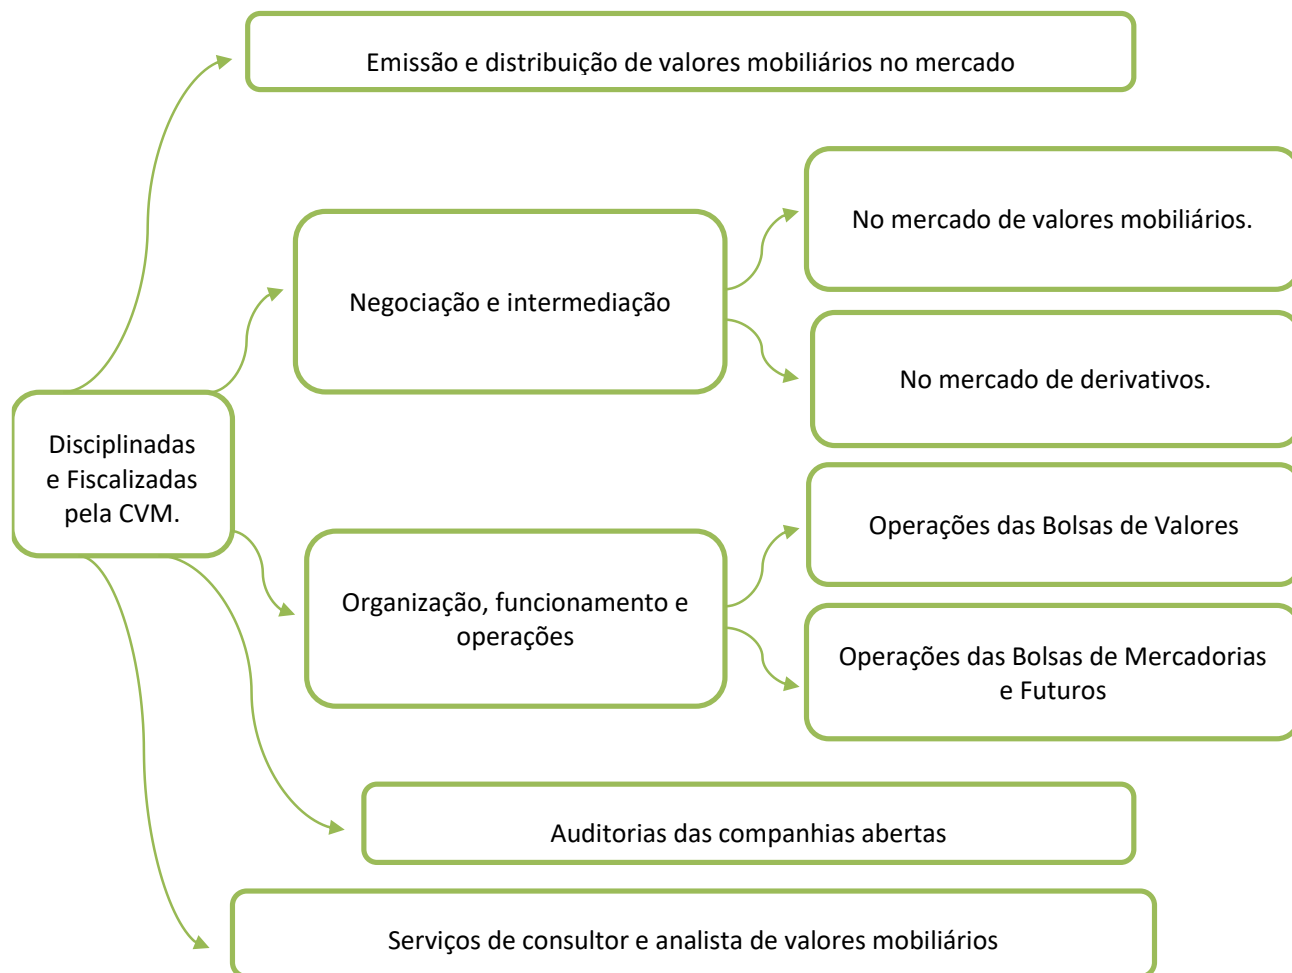 Emissão e distribuição de valores mobiliários no mercado
No mercado de valores mobiliários.
Negociação e intermediação
No mercado de derivativos.
Disciplinadas
e Fiscalizadas
pela CVM.
Operações das Bolsas de Valores
Organização, funcionamento e
operações
Operações das Bolsas de Mercadorias
e Futuros
Auditorias das companhias abertas
Serviços de consultor e analista de valores mobiliários